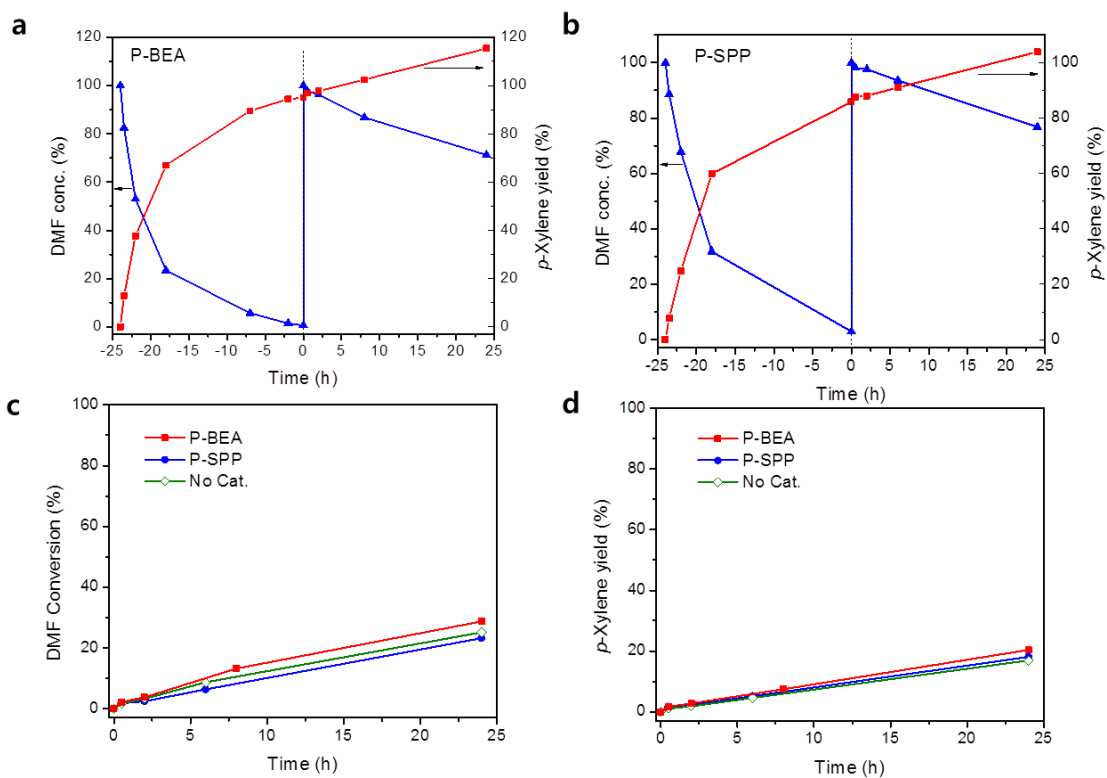 a
P-BEA
120
100
80
60
40
20
0
DMF conc. (%)
120
100
80
60
40
20
0
p-Xylene yield (%)
-25 -20 -15 -10 -5 0 5 10 15 20 25
Time (h)
b
P-SPP
100
80
60
40
20
0
DMF conc. (%)
100
80
60
40
20
0
p-Xylene yield (%)
-25 -20 -15 -10 -5 0 5 10 15 20 25
Time (h)
c
P-BEA
P-SPP
No Cat.
100
80
60
40
20
0
DMF Conversion (%)
0 5 10 15 20 25
Time (h)
d
P-BEA
P-SPP
No Cat.
100
80
60
40
20
0
p-Xylene yield (%)
0 5 10 15 20 25
Time (h)